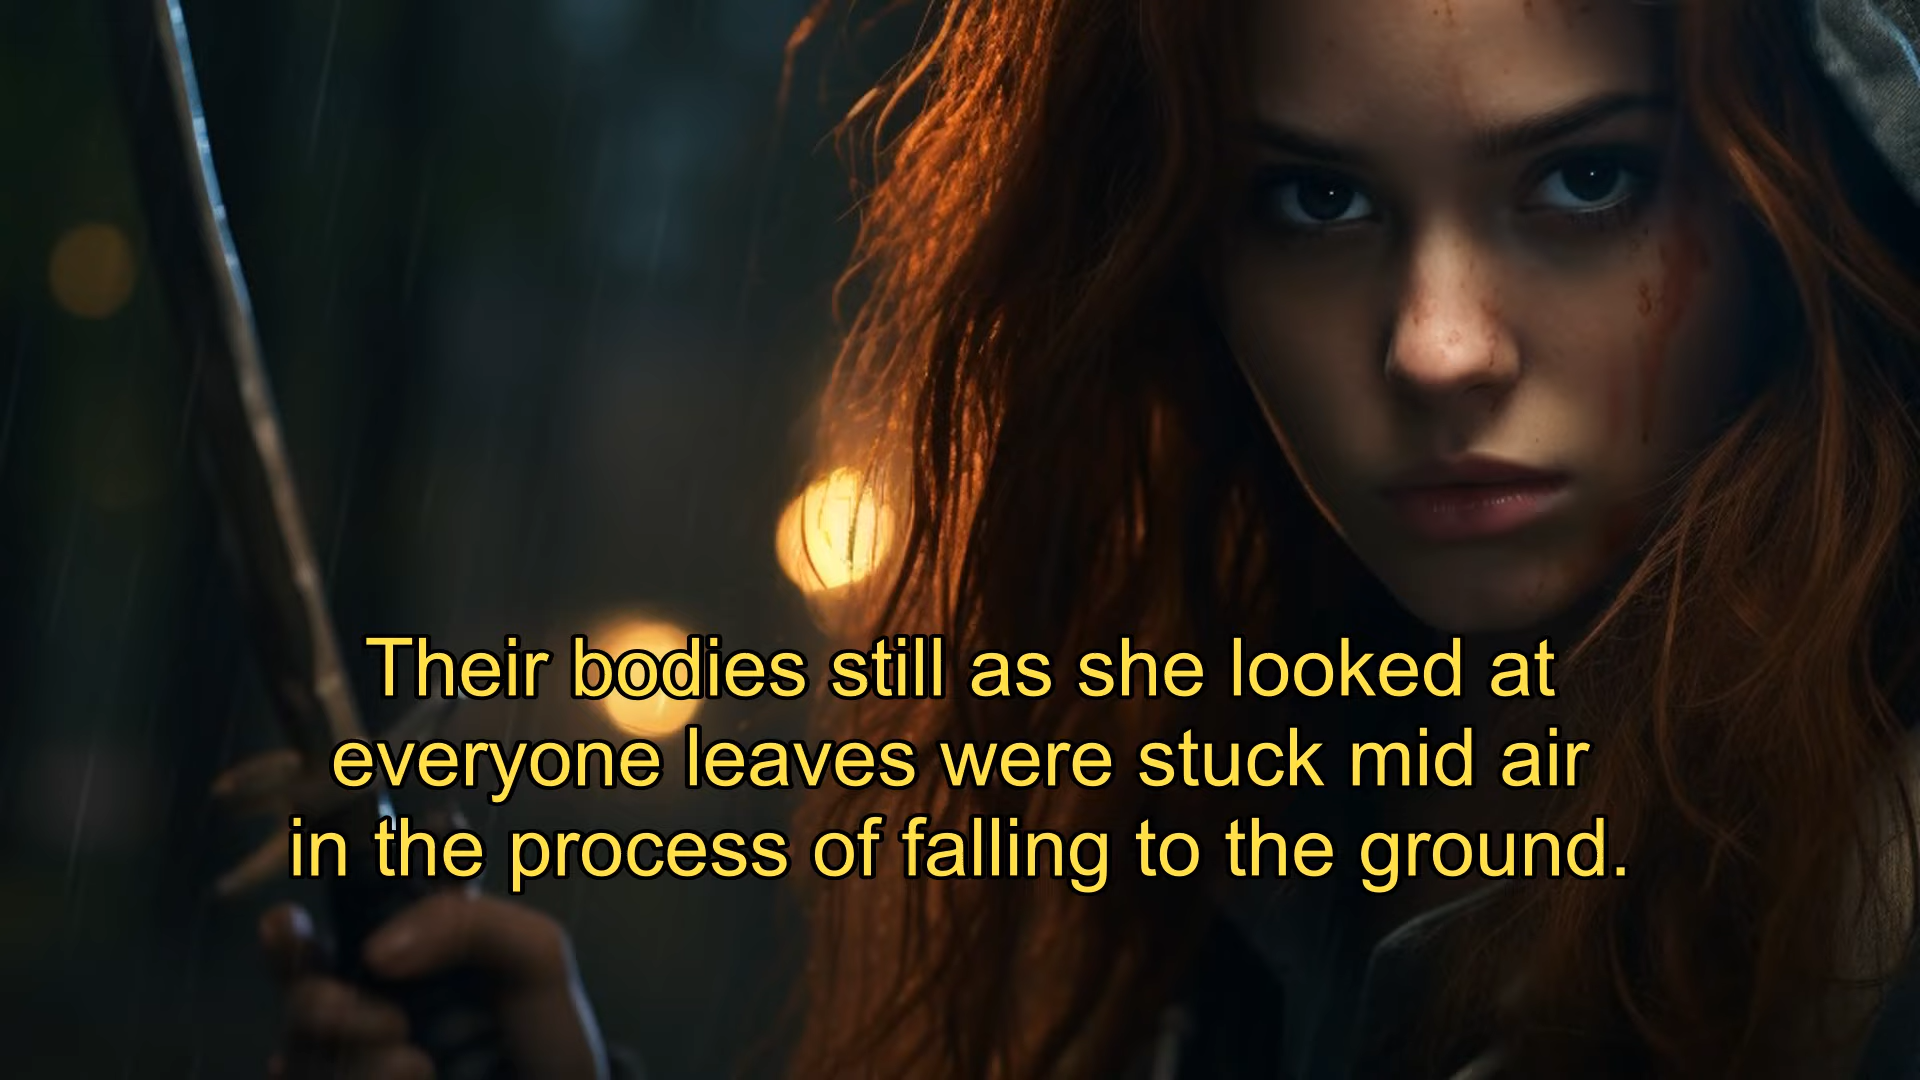 Their bodies still as she looked at
everyone leaves were stuck mid air
in the process of falling to the ground.